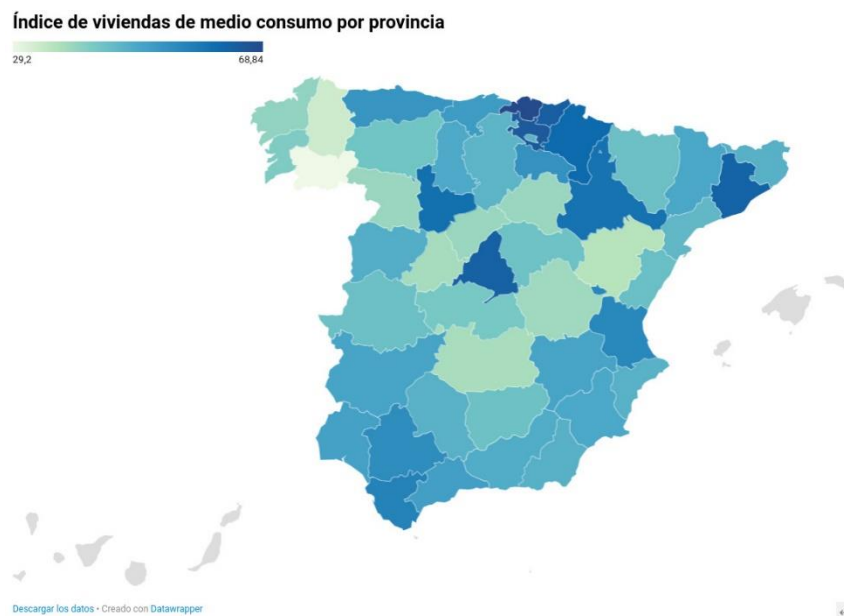 Índice de viviendas de medio consumo por provincia
29,2 68,84
Descargar los datos • Creado con Datawrapper